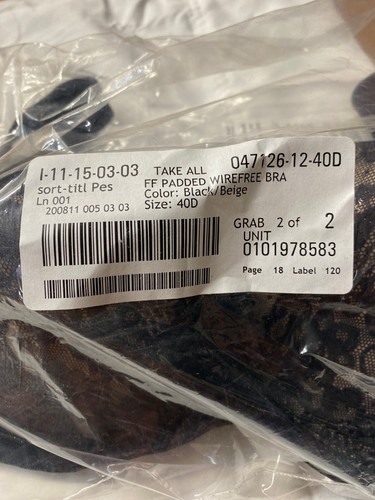 I-11-15-03-03 TAKE ALL 047126-12-40D
sort-titl Pes FF PADDED WIREFREE BRA
Ln 001 Color: Black/Beige
200811 005 03 03 Size: 40D
GRAB 2 of 2
UNIT
0101978583
Page 18 Label 120